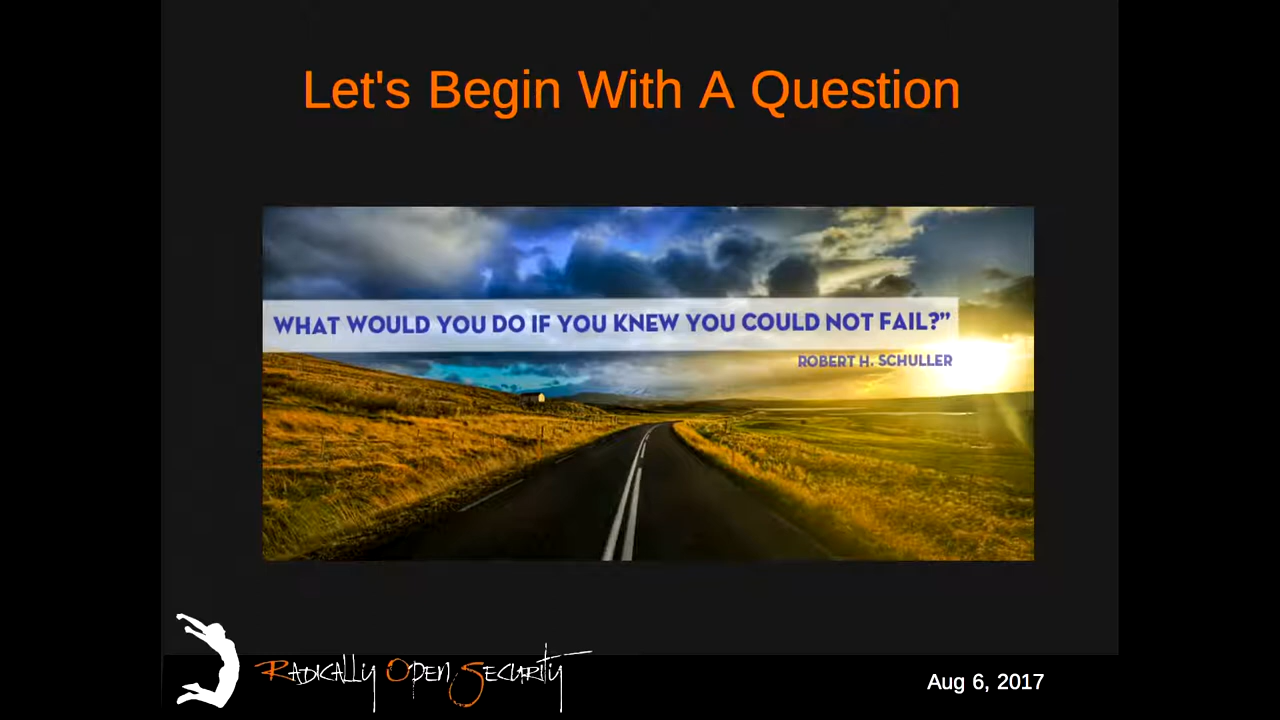 Let's Begin With A Question
WHAT WOULD YOU DO IF YOU KNEW YOU COULD NOT FAIL?”
ROBERT H. SCHULLER
RADICALLY OPEN SECURITY
Aug 6, 2017